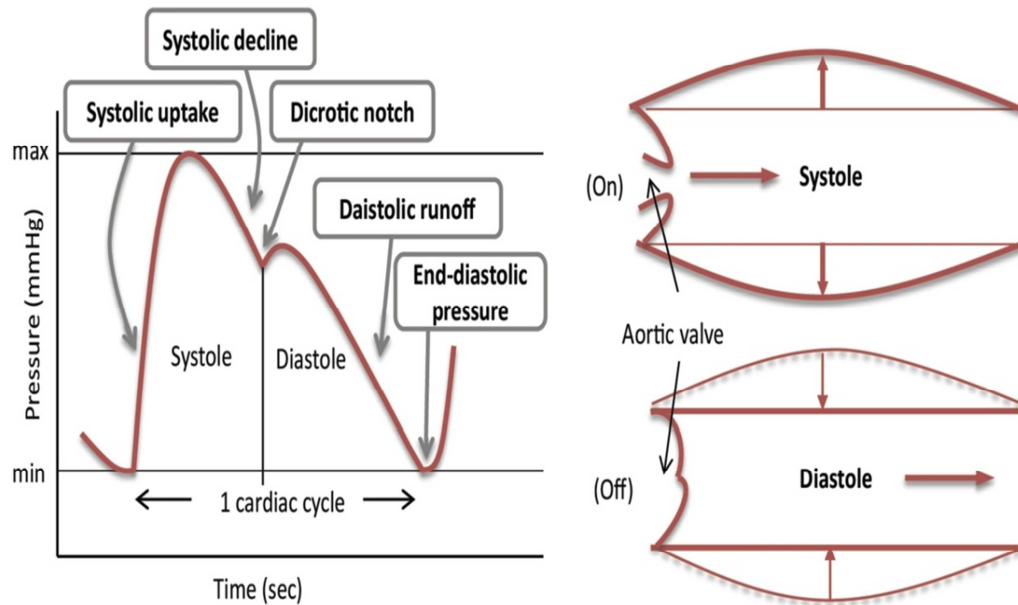 Systolic decline
Systolic uptake
Dicrotic notch
max
Daistolic runoff
End-diastolic
pressure
Pressure (mmHg)
Systole
Diastole
min
1 cardiac cycle
Time (sec)
(On)
Systole
Aortic valve
(Off)
Diastole